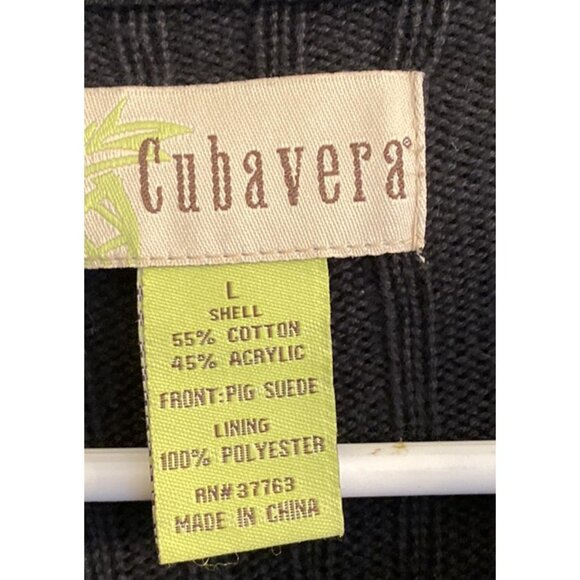 Cubavera®
L
SHELL
55% COTTON
45% ACRYLIC
FRONT:PIG SUEDE
LINING
100% POLYESTER
RN# 37763
MADE IN CHINA